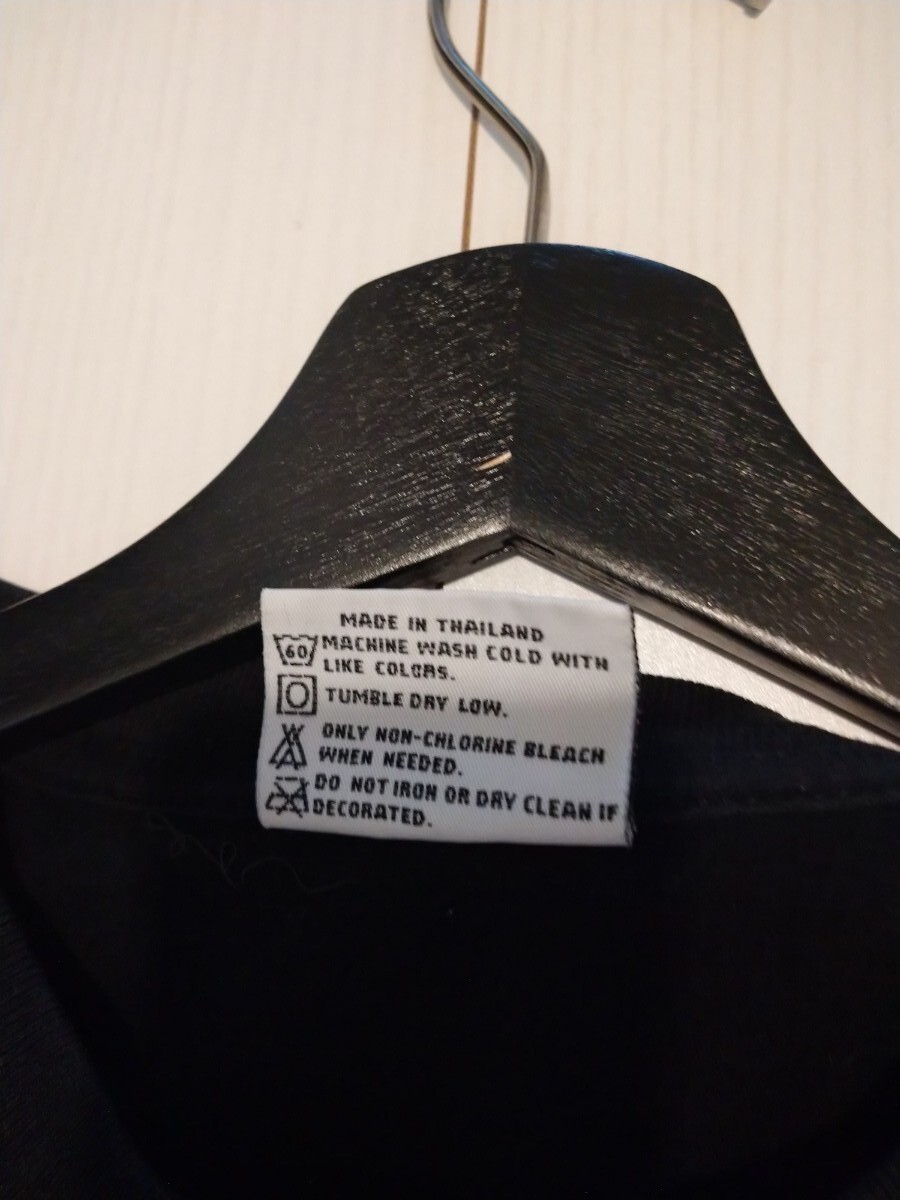 MADE IN THAILAND
60 MACHINE WASH COLD WITH
LIKE COLORS.
TUMBLE DRY LOW.
ONLY NON-CHLORINE BLEACH
WHEN NEEDED.
DO NOT IRON OR DRY CLEAN IF
DECORATED.